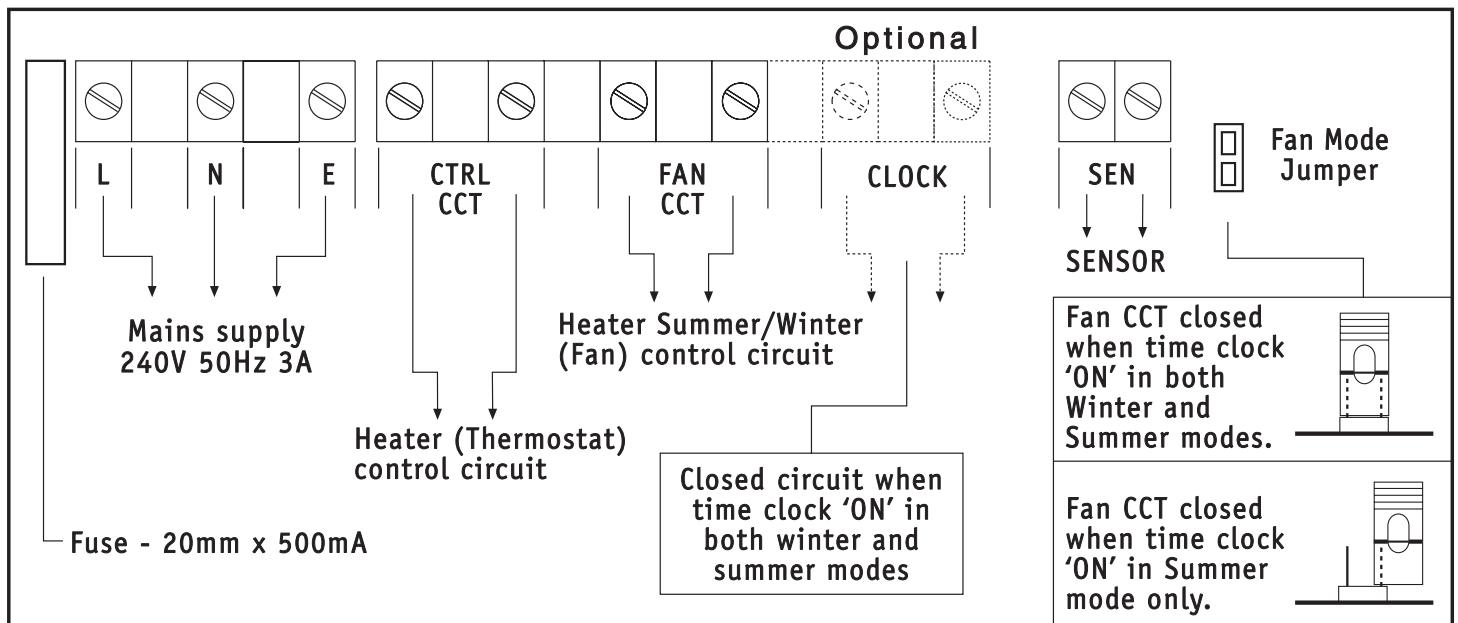 Optional
L
N
E
CTRL
CCT
FAN
CCT
CLOCK
SEN
Fan Mode
Jumper
SENSOR
Mains supply
240V 50Hz 3A
Heater Summer/Winter
(Fan) control circuit
Heater (Thermostat)
control circuit
Closed circuit when
time clock ‘ON’ in
both winter and
summer modes
Fuse - 20mm x 500mA
Fan CCT closed
when time clock
‘ON’ in both
Winter and
Summer modes.
Fan CCT closed
when time clock
‘ON’ in Summer
mode only.